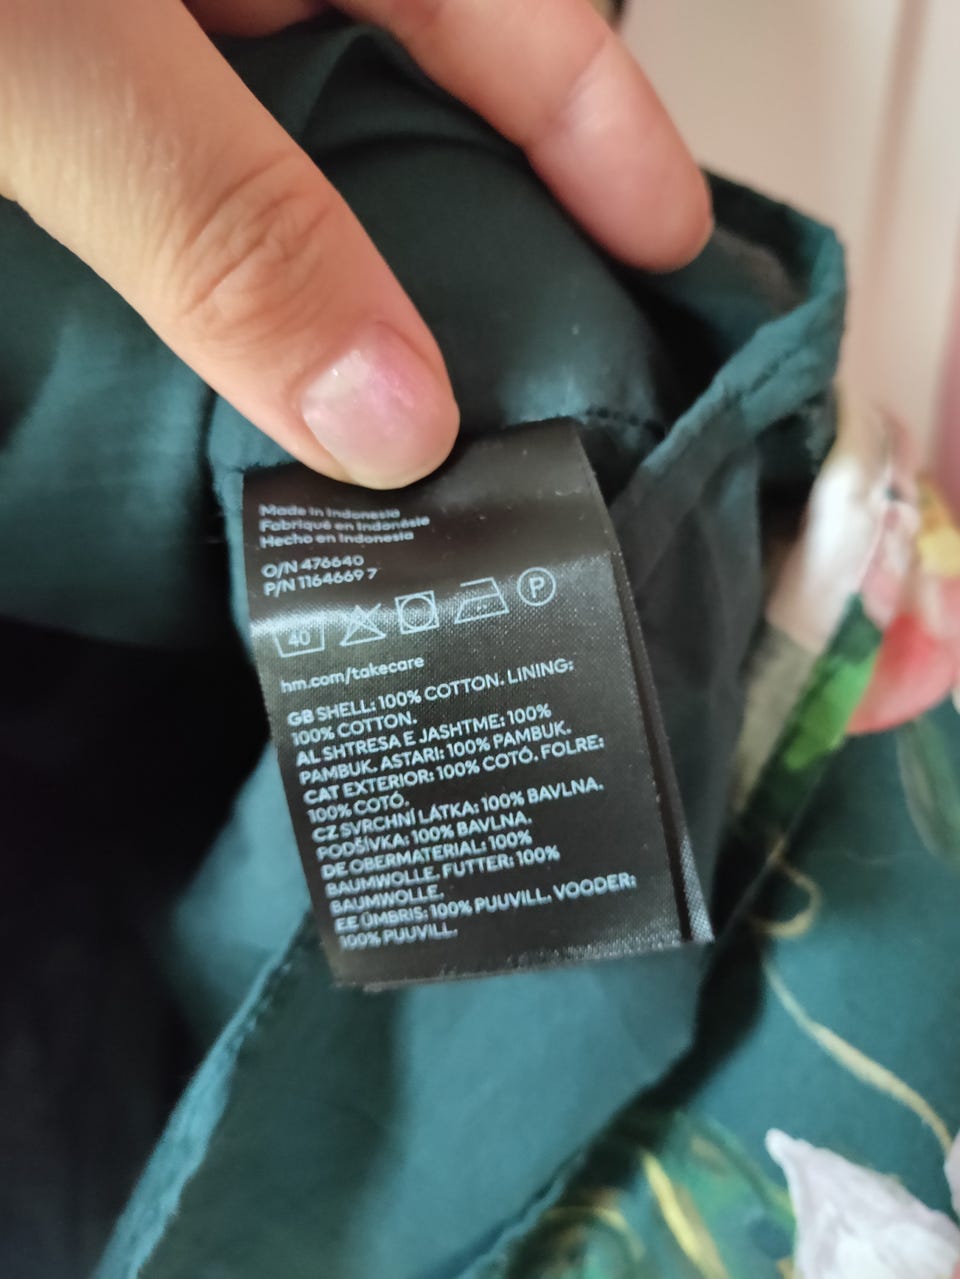 Made in Indonesia
Fabriqué en Indonésie
Hecho en Indonesia
O/N 476640
P/N 1164669 7
40 P
hm.com/takecare
GB SHELL: 100% COTTON. LINING:
100% COTTON.
AL SHTRESA E JASHTME: 100%
PAMBUK. ASTARI: 100% PAMBUK.
CAT EXTERIOR: 100% COTÓ. FOLRE:
100% COTÓ.
CZ SVRCHNÍ LÁTKA: 100% BAVLNA.
PODŠÍVKA: 100% BAVLNA.
DE OBERMATERIAL: 100%
BAUMWOLLE. FUTTER: 100%
BAUMWOLLE.
EE ÜMBRIS: 100% PUUVILL. VOODER:
100% PUUVILL.